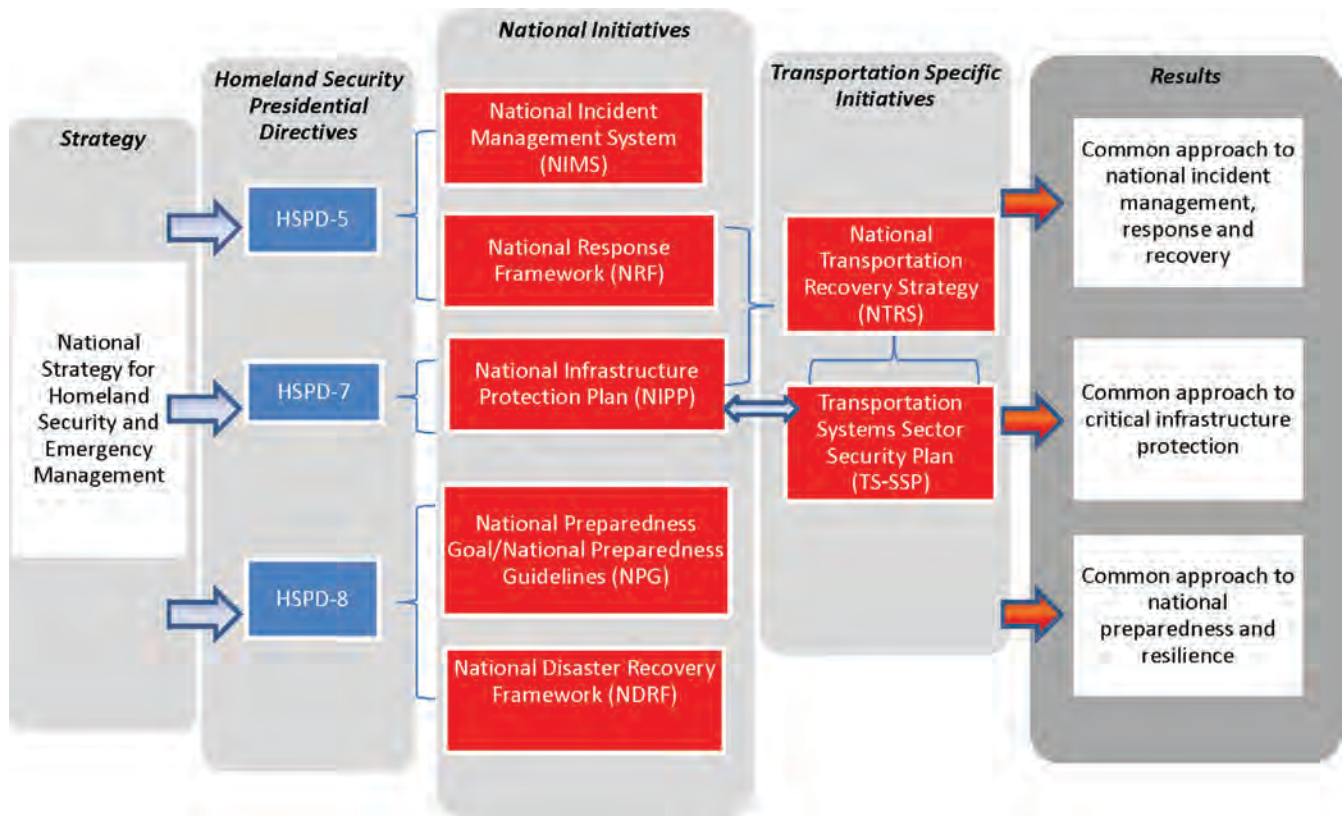 Strategy
National
Strategy for
Homeland
Security and
Emergency
Management
Homeland Security
Presidential
Directives
HSPD-5
HSPD-7
HSPD-8
National Initiatives
National Incident
Management System
(NIMS)
National Response
Framework (NRF)
National Infrastructure
Protection Plan (NIPP)
National Preparedness
Goal/National Preparedness
Guidelines (NPG)
National Disaster Recovery
Framework (NDRF)
Transportation Specific
Initiatives
National
Transportation
Recovery Strategy
(NTRS)
Transportation
Systems Sector
Security Plan
(TS-SSP)
Results
Common approach to
national incident
management,
response and
recovery
Common approach to
critical infrastructure
protection
Common approach to
national
preparedness and
resilience